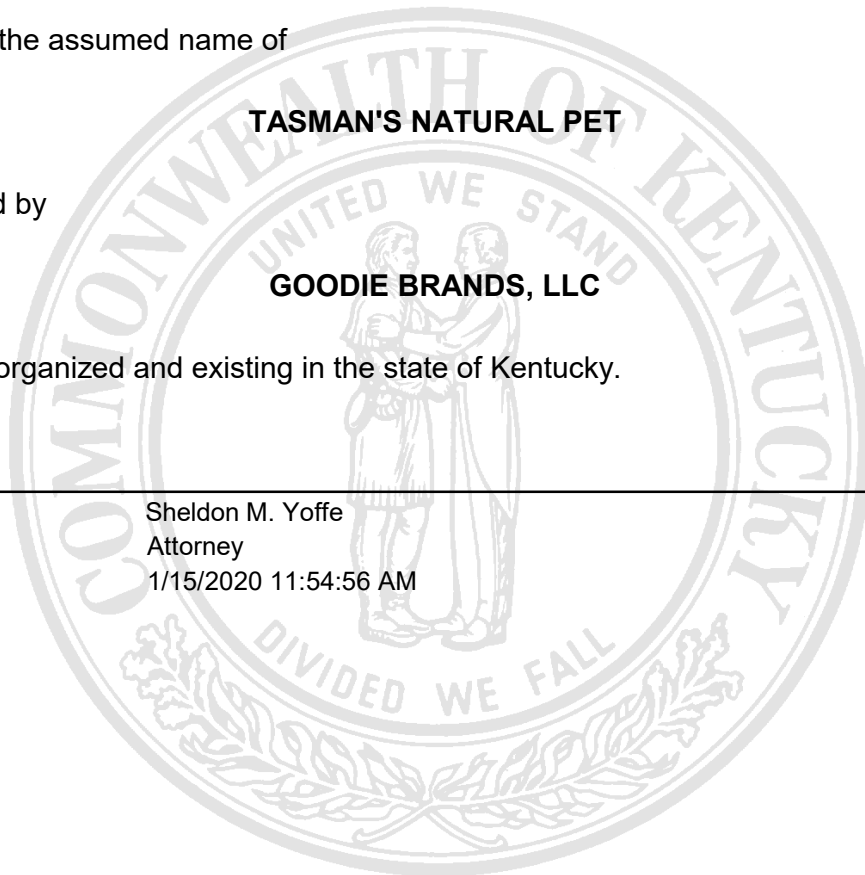 the assumed name of
TASMAN'S NATURAL PET
d by
GOODIE BRANDS, LLC
organized and existing in the state of Kentucky.
Sheldon M. Yoffe
Attorney
1/15/2020 11:54:56 AM
COMMONWEALTH OF KENTUCKY
UNITED WE STAND
DIVIDED WE FALL